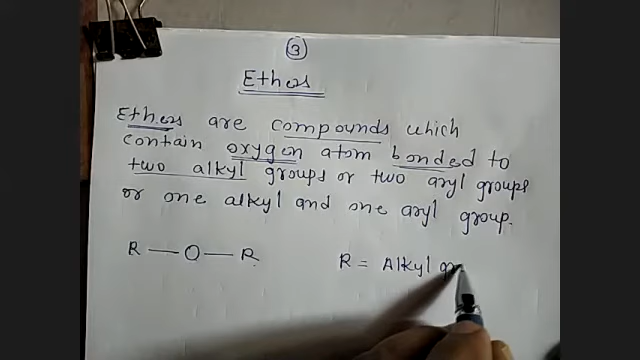 3
Ethers
Ethers are compounds which
contain oxygen atom bonded to
two alkyl groups or two aryl groups
or one alkyl and one aryl group.
R — O — R
R = Alkyl gr